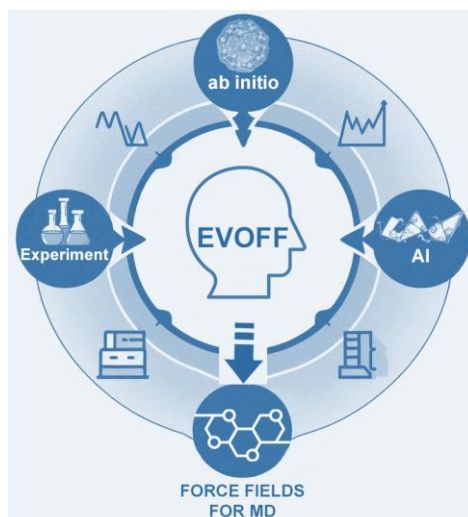 ab initio
EVOFF
Experiment
AI
FORCE FIELDS
FOR MD